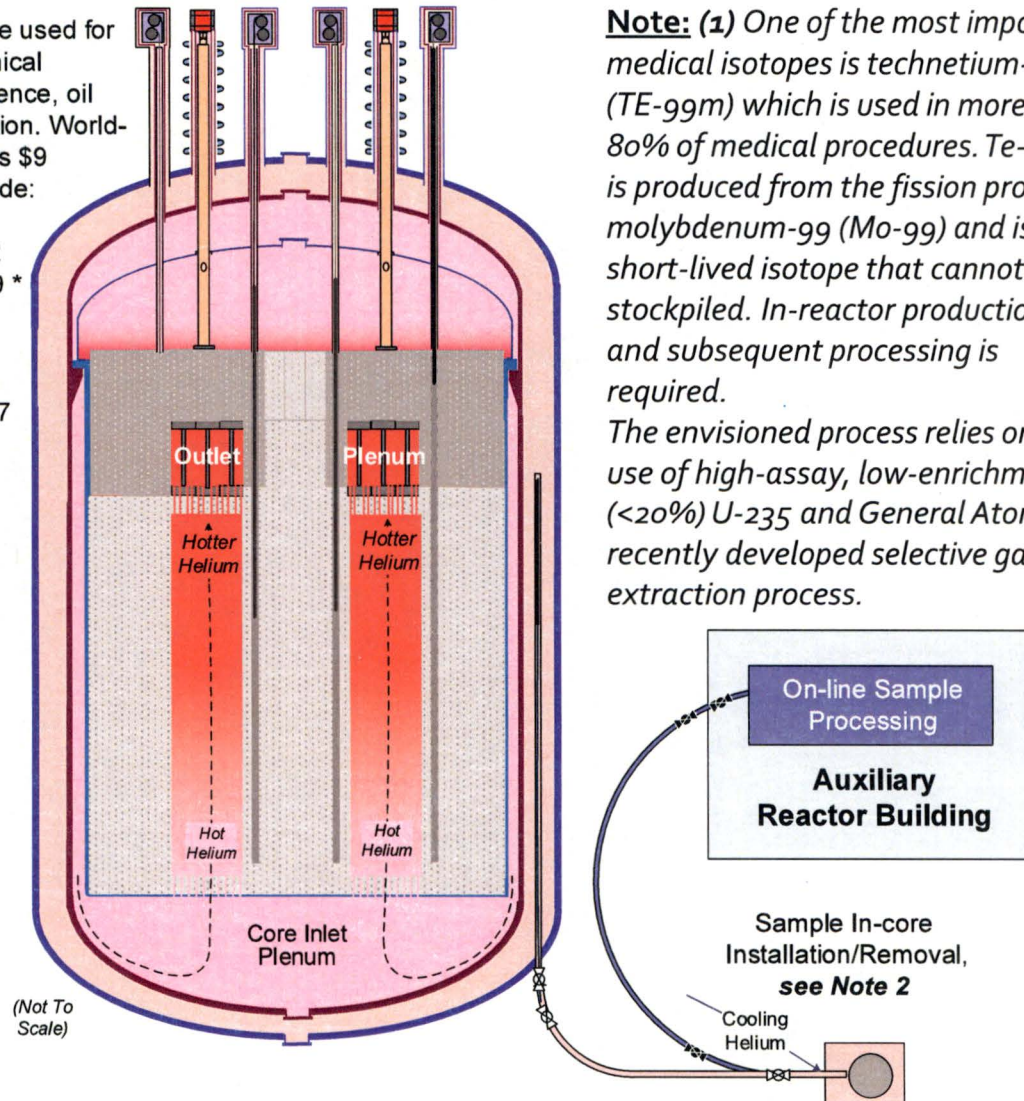 e used for
nical
ence, oil
ion. World-
s $9
de:
9 *
7
Note: (1) One of the most impo
medical isotopes is technetium-
(TE-99m) which is used in more
80% of medical procedures. Te-
is produced from the fission pro
molybdenum-99 (Mo-99) and is
short-lived isotope that cannot
stockpiled. In-reactor productio
and subsequent processing is
required.
The envisioned process relies on
use of high-assay, low-enrichm
(<20%) U-235 and General Ator
recently developed selective ga
extraction process.
Outlet Plenum
Hotter
Helium
Hotter
Helium
Hot
Helium
Hot
Helium
Core Inlet
Plenum
(Not To
Scale)
On-line Sample
Processing
Auxiliary
Reactor Building
Sample In-core
Installation/Removal,
see Note 2
Cooling
Helium